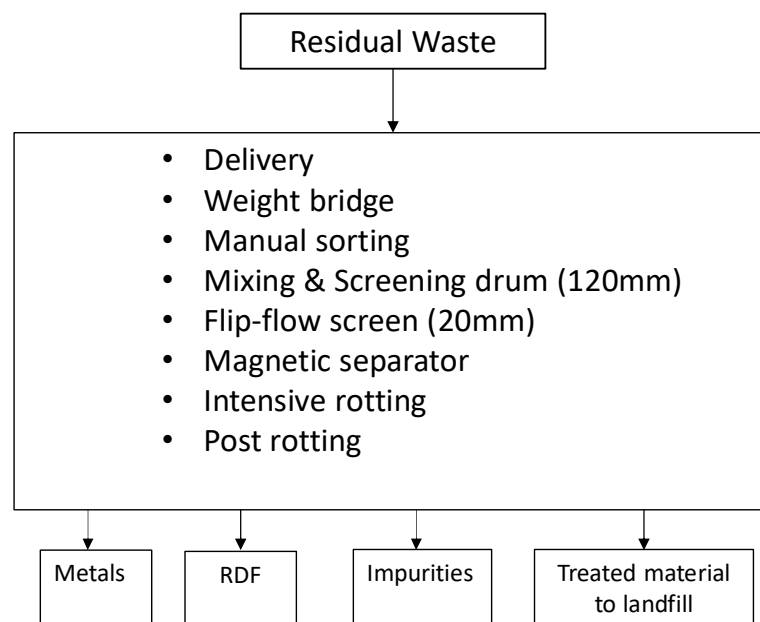 Residual Waste
• Delivery
• Weight bridge
• Manual sorting
• Mixing & Screening drum (120mm)
• Flip-flow screen (20mm)
• Magnetic separator
• Intensive rotting
• Post rotting
Metals
RDF
Impurities
Treated material
to landfill